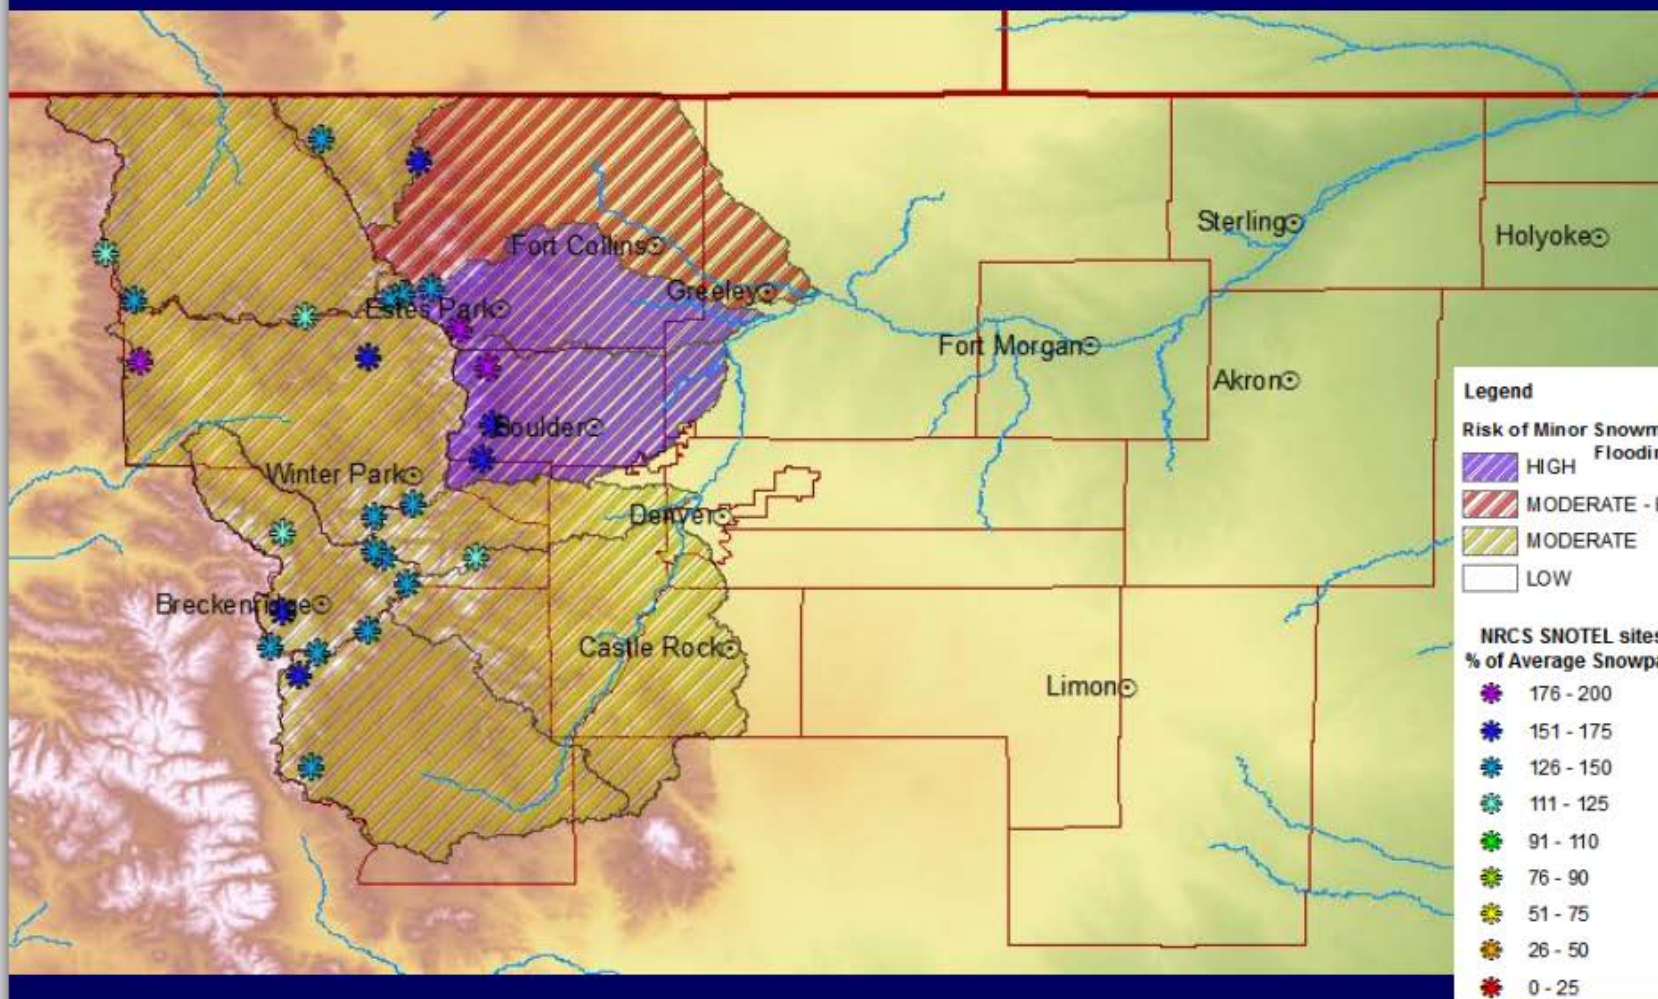 Sterling
Holyoke
Fort Collins
Greeley
Estes Park
Fort Morgan
Akron
Boulder
Winter Park
Denver
Breckenridge
Castle Rock
Limon
Legend
Risk of Minor Snowm
Floodin
HIGH
MODERATE - H
MODERATE
LOW
NRCS SNOTEL sites
% of Average Snowpa
176 - 200
151 - 175
126 - 150
111 - 125
91 - 110
76 - 90
51 - 75
26 - 50
0 - 25